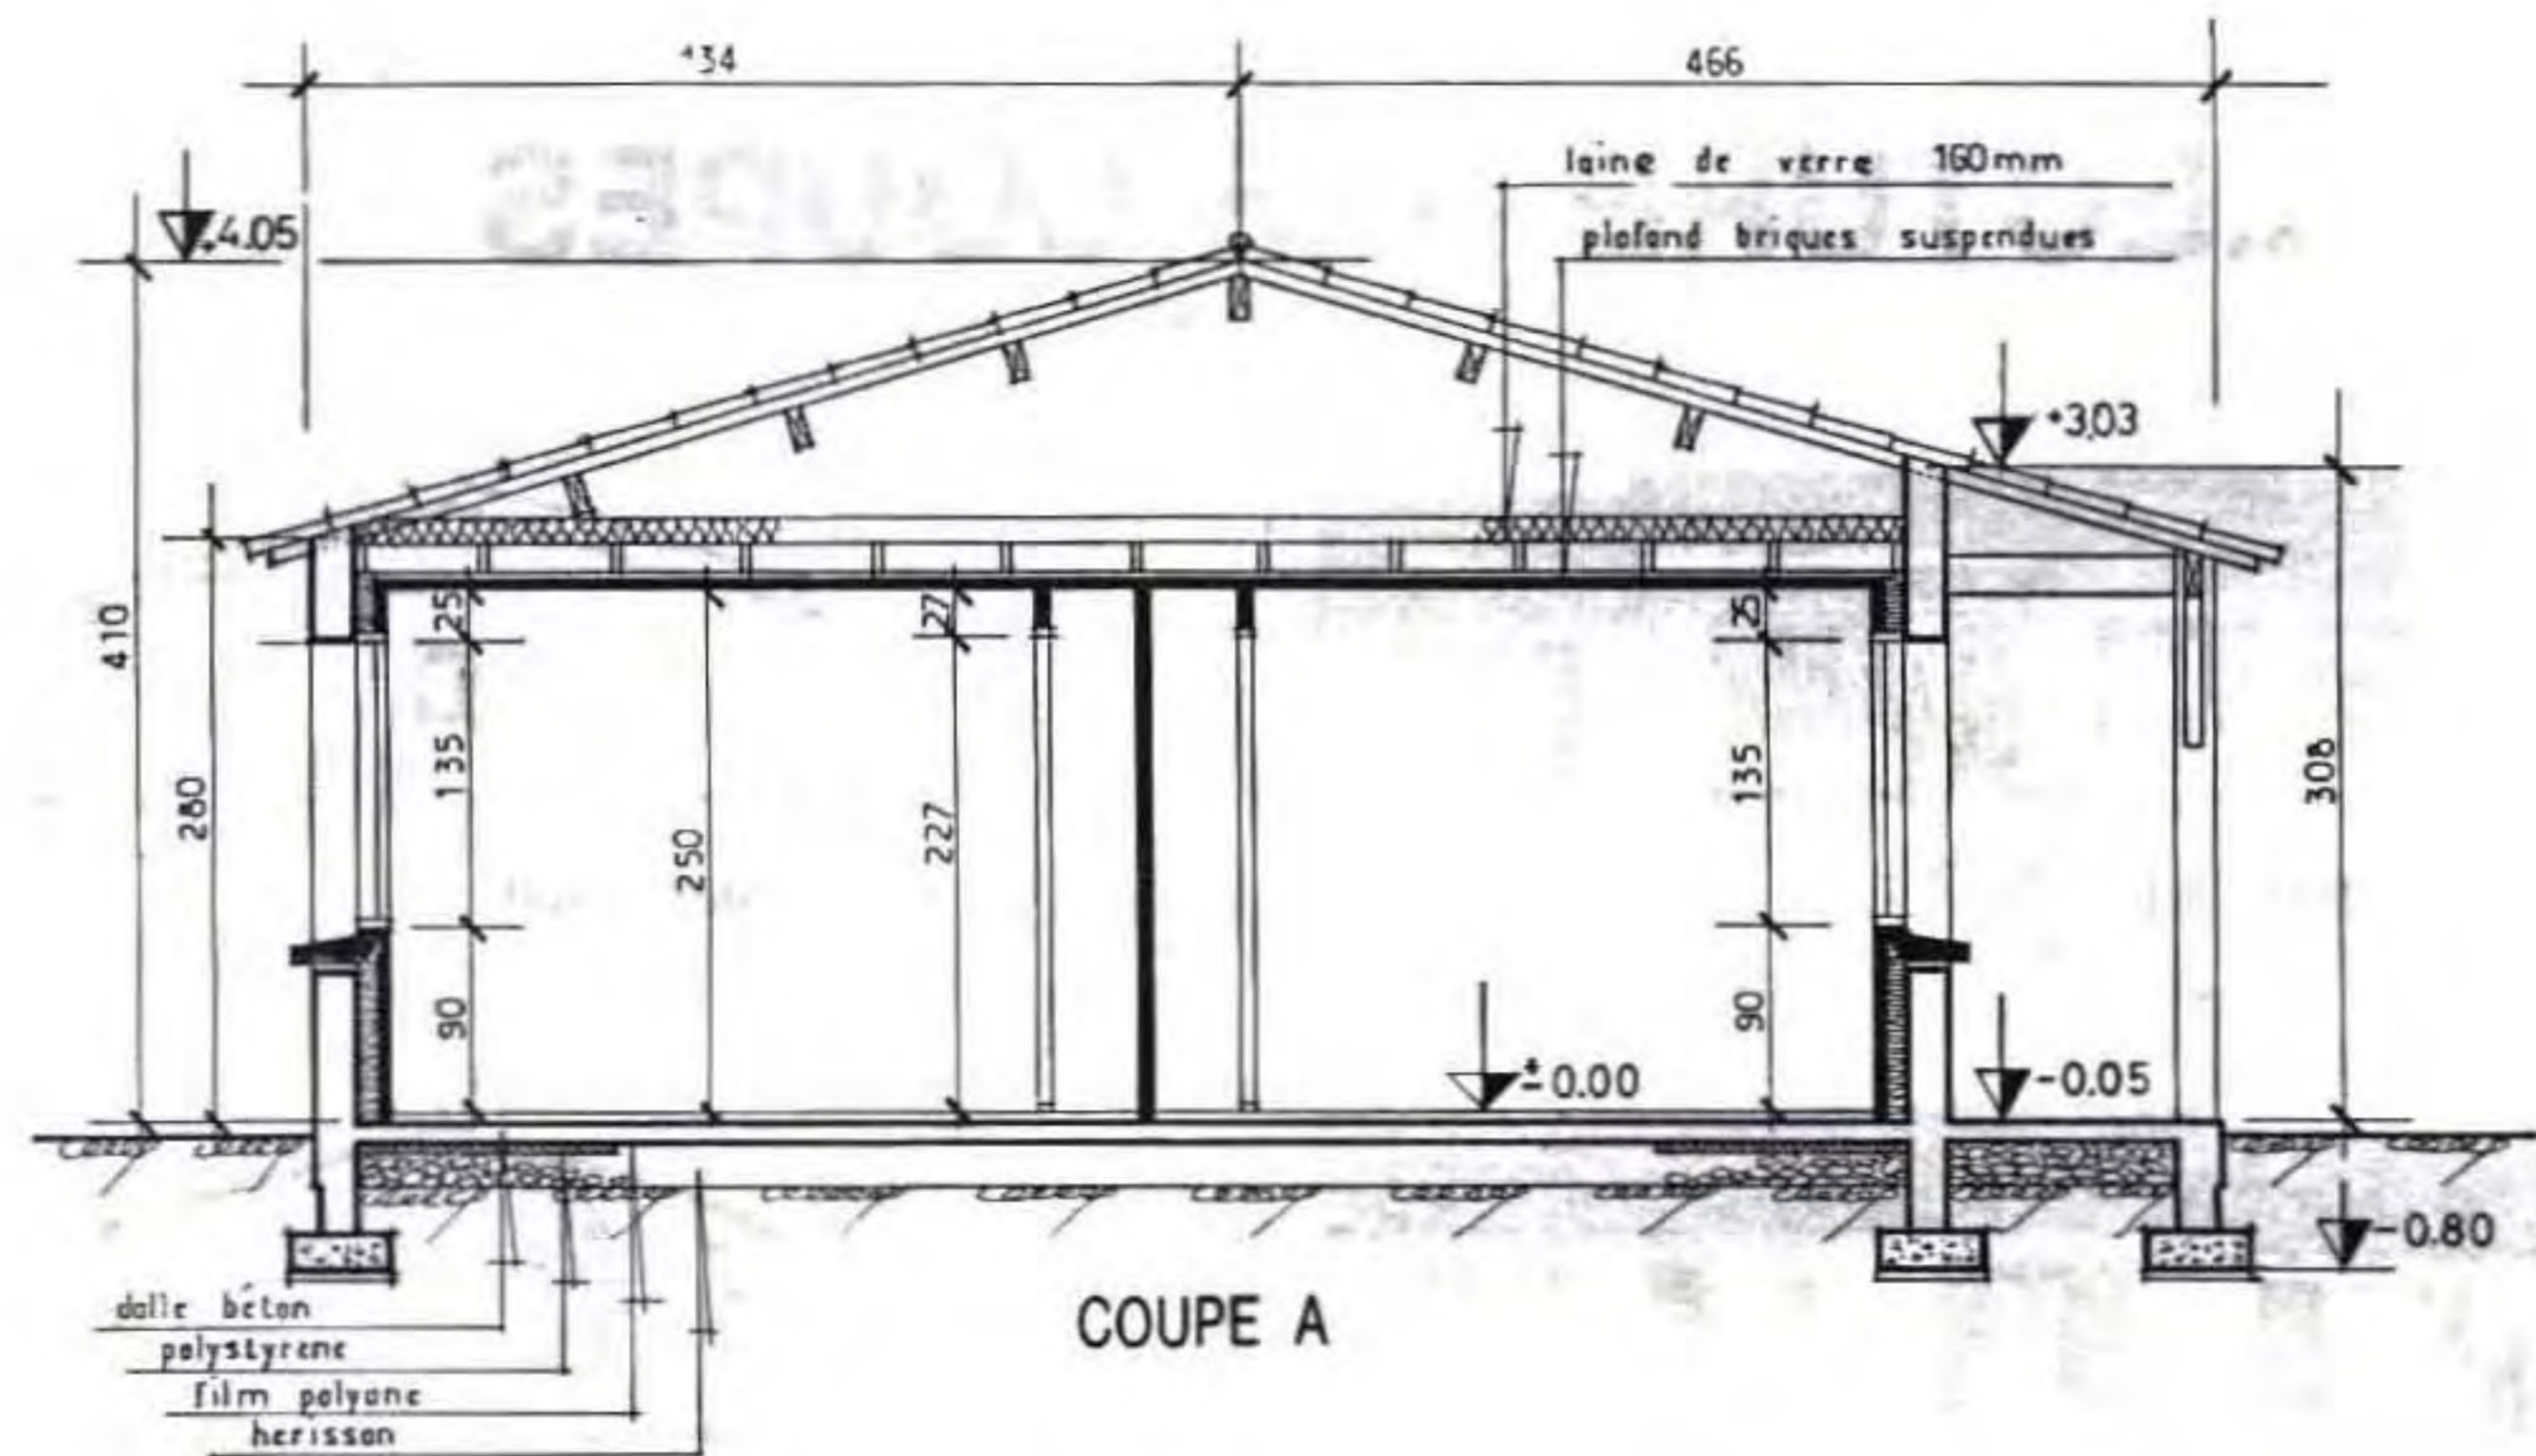 466
laine de verre 160mm
plafond briques suspendues
+4.05
+3,03
410
280
25
135
90
250
27
227
25
135
90
308
±0.00
-0.05
-0.80
dalle béton
polystyrene
film polyane
herisson
COUPE A